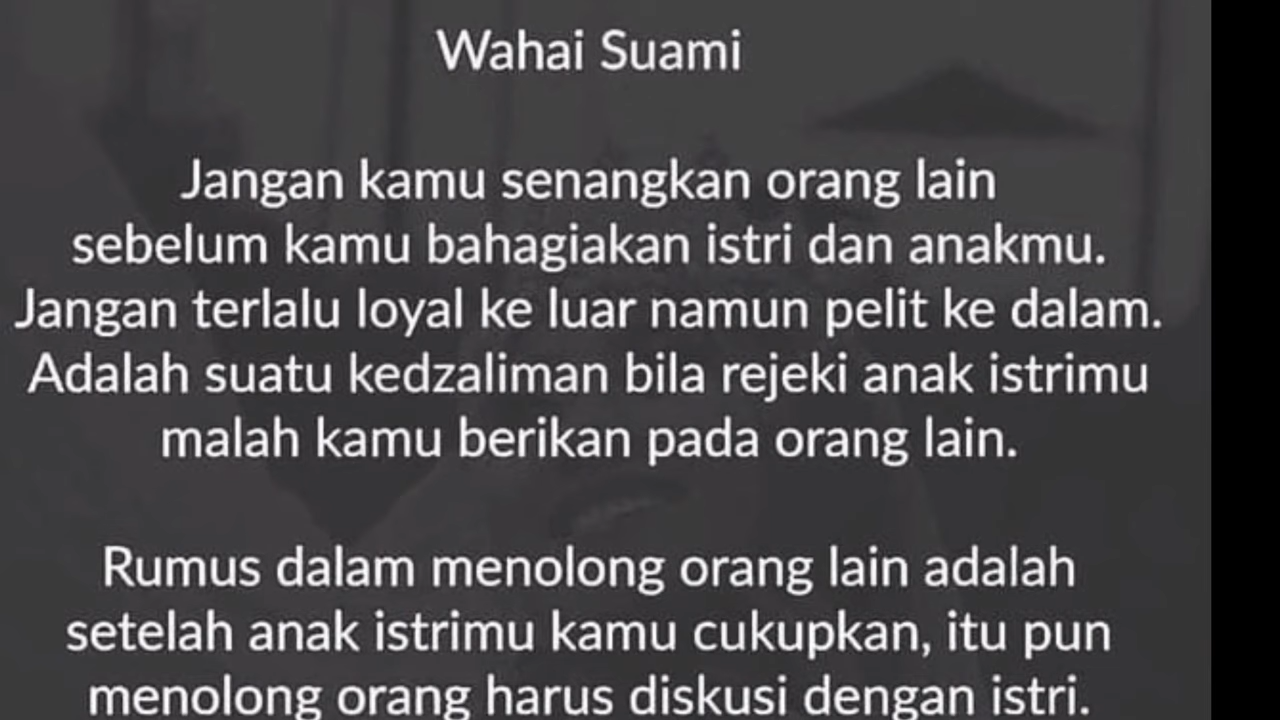 Wahai Suami
Jangan kamu senangkan orang lain
sebelum kamu bahagiakan istri dan anakmu.
Jangan terlalu loyal ke luar namun pelit ke dalam.
Adalah suatu kedzaliman bila rejeki anak istrimu
malah kamu berikan pada orang lain.
Rumus dalam menolong orang lain adalah
setelah anak istrimu kamu cukupkan, itu pun
menolong orang harus diskusi dengan istri.